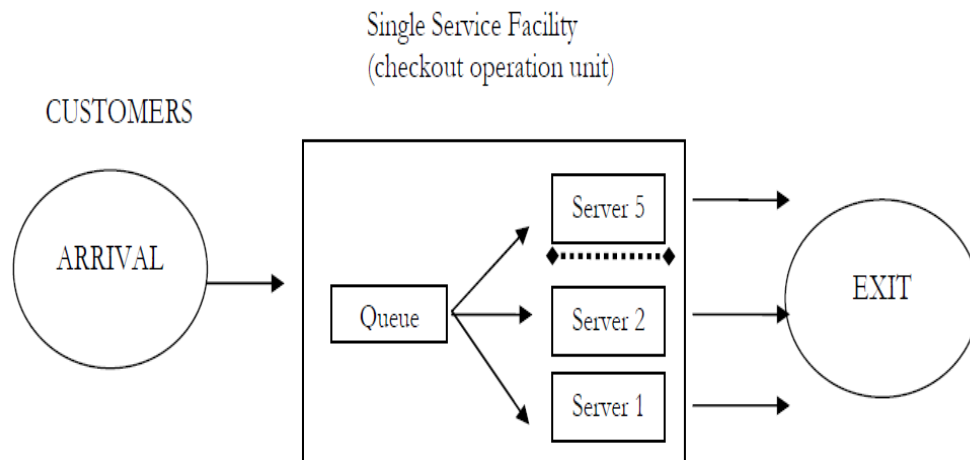 Single Service Facility
(checkout operation unit)
CUSTOMERS
ARRIVAL
Queue
Server 5
Server 2
Server 1
EXIT